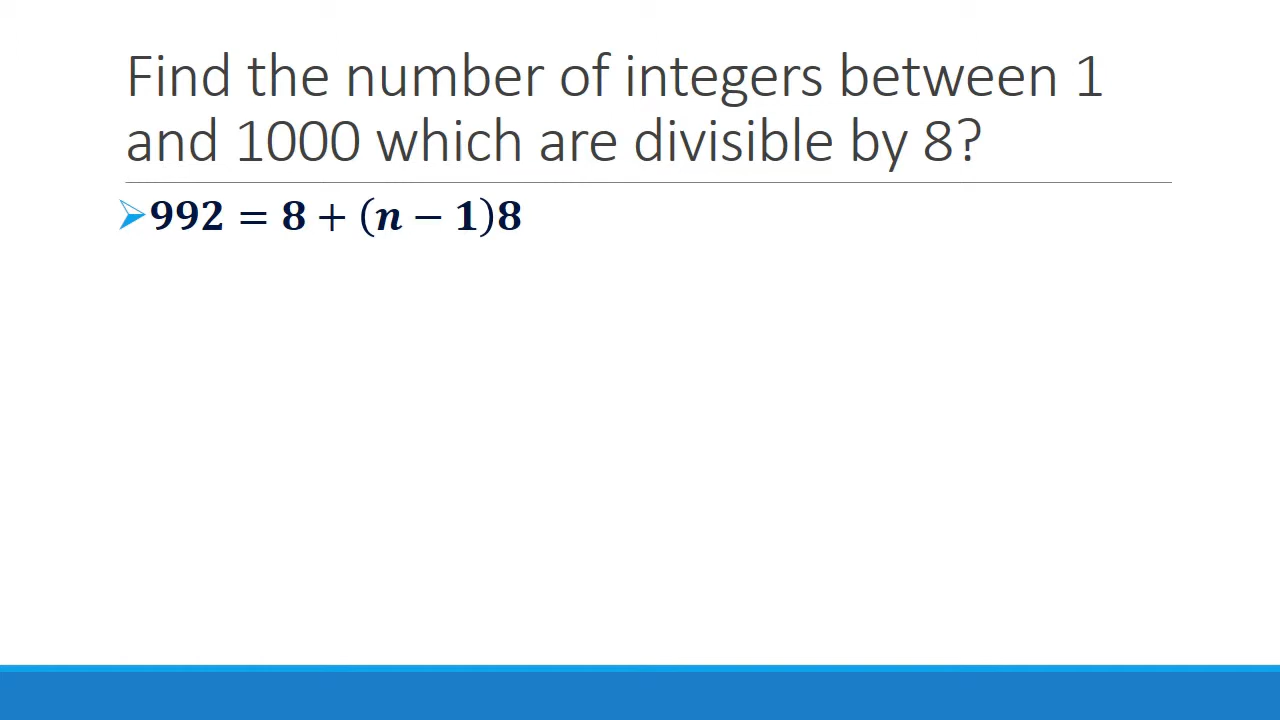 Find the number of integers between 1
and 1000 which are divisible by 8?
➢992 = 8 + (n − 1)8